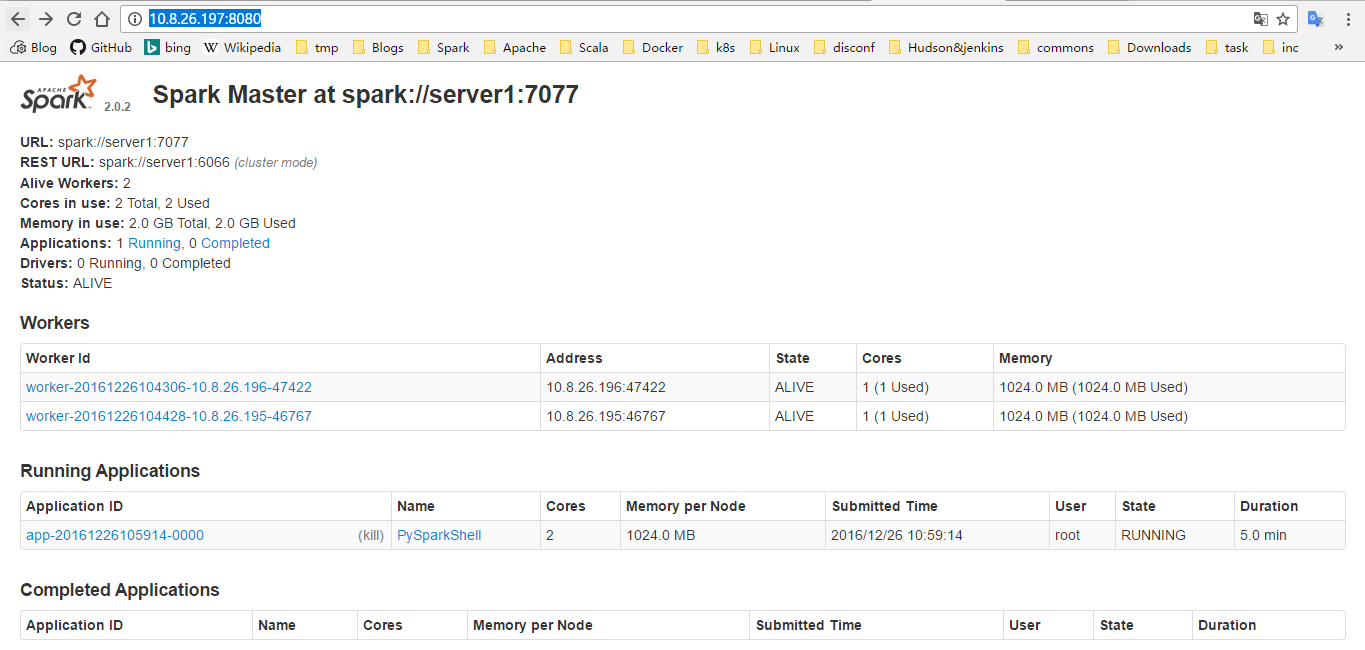 10.8.26.197:8080
Blog GitHub bing Wikipedia tmp Blogs Spark Apache Scala Docker k8s Linux disconf Hudson&jenkins commons Downloads task inc »
APACHE Spark 2.0.2 Spark Master at spark://server1:7077
URL: spark://server1:7077
REST URL: spark://server1:6066 (cluster mode)
Alive Workers: 2
Cores in use: 2 Total, 2 Used
Memory in use: 2.0 GB Total, 2.0 GB Used
Applications: 1 Running, 0 Completed
Drivers: 0 Running, 0 Completed
Status: ALIVE
Workers
Worker Id Address State Cores Memory
worker-20161226104306-10.8.26.196-47422 10.8.26.196:47422 ALIVE 1 (1 Used) 1024.0 MB (1024.0 MB Used)
worker-20161226104428-10.8.26.195-46767 10.8.26.195:46767 ALIVE 1 (1 Used) 1024.0 MB (1024.0 MB Used)
Running Applications
Application ID Name Cores Memory per Node Submitted Time User State Duration
app-20161226105914-0000 (kill) PySparkShell 2 1024.0 MB 2016/12/26 10:59:14 root RUNNING 5.0 min
Completed Applications
Application ID Name Cores Memory per Node Submitted Time User State Duration